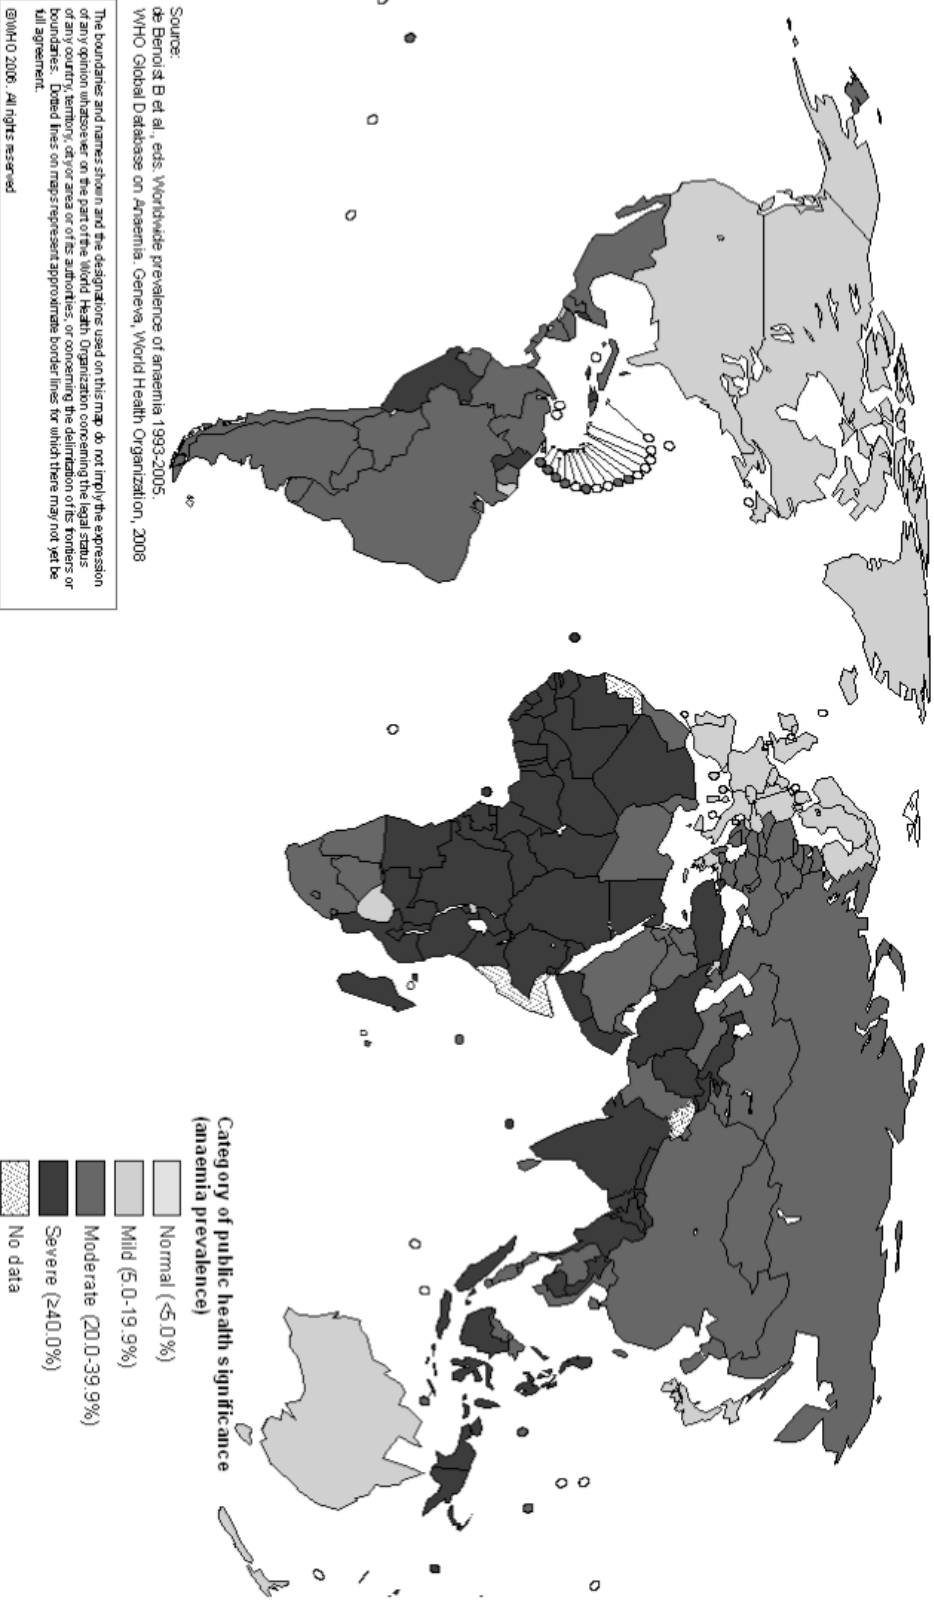 Source:
de Benoist B et al., eds. Worldwide prevalence of anaemia 1993-2005.
WHO Global Database on Anaemia. Geneva, World Health Organization, 2008
The boundaries and names shown and the designations used on this map do not imply the expression
of any opinion whatsoever on the part of the World Health Organization concerning the legal status
of any country, territory, city or area or of its authorities, or concerning the delimitation of its frontiers or
boundaries. Dotted lines on maps represent approximate border lines for which there may not yet be
full agreement.
©WHO 2006. All rights reserved
Category of public health significance
(anaemia prevalence)
Normal (<5.0%)
Mild (5.0-19.9%)
Moderate (20.0-39.9%)
Severe (≥40.0%)
No data